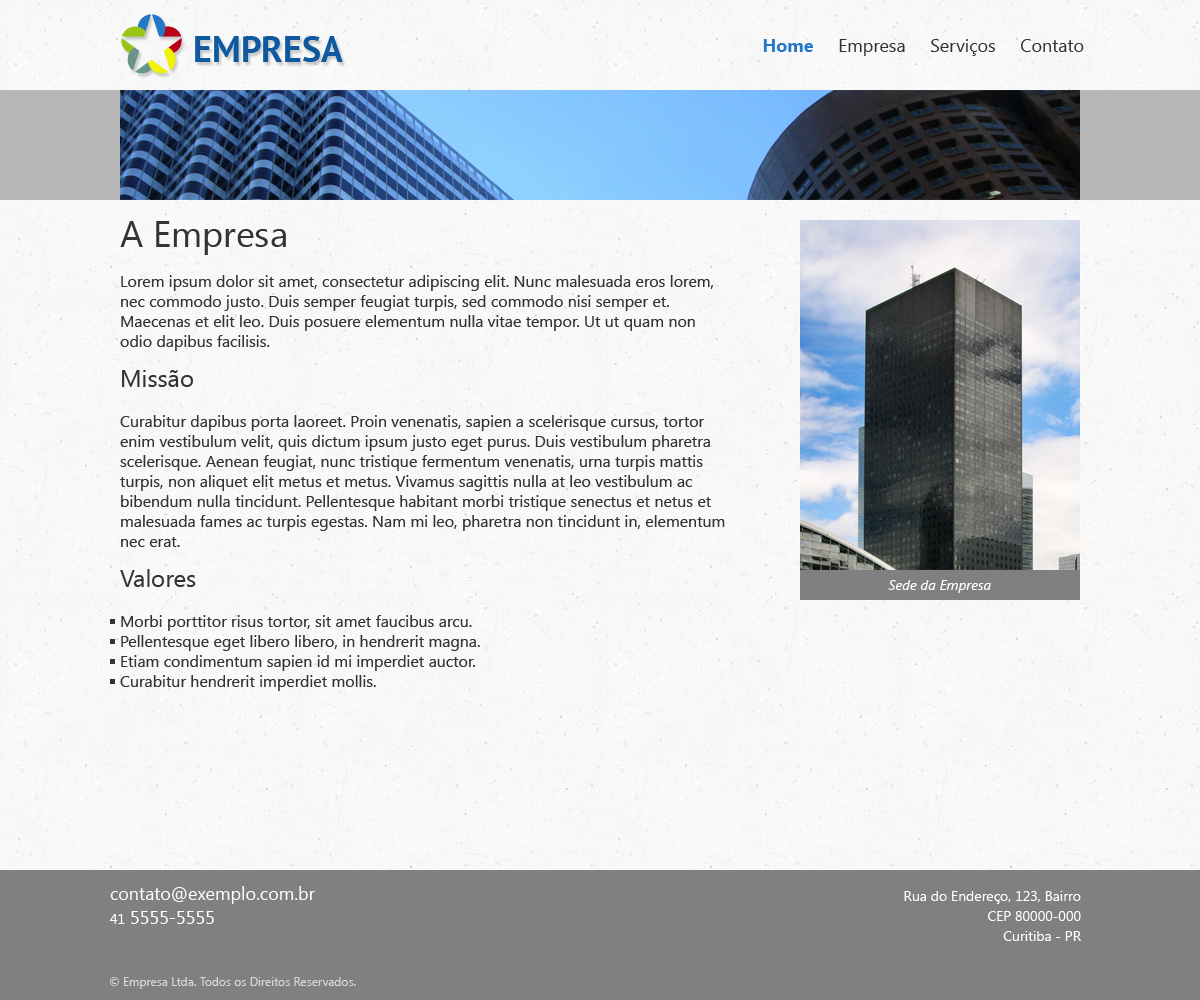 EMPRESA
Home Empresa Serviços Contato
A Empresa
Lorem ipsum dolor sit amet, consectetur adipiscing elit. Nunc malesuada eros lorem,
nec commodo justo. Duis semper feugiat turpis, sed commodo nisi semper et.
Maecenas et elit leo. Duis posuere elementum nulla vitae tempor. Ut ut quam non
odio dapibus facilisis.
Missão
Curabitur dapibus porta laoreet. Proin venenatis, sapien a scelerisque cursus, tortor
enim vestibulum velit, quis dictum ipsum justo eget purus. Duis vestibulum pharetra
scelerisque. Aenean feugiat, nunc tristique fermentum venenatis, urna turpis mattis
turpis, non aliquet elit metus et metus. Vivamus sagittis nulla at leo vestibulum ac
bibendum nulla tincidunt. Pellentesque habitant morbi tristique senectus et netus et
malesuada fames ac turpis egestas. Nam mi leo, pharetra non tincidunt in, elementum
nec erat.
Valores
▪ Morbi porttitor risus tortor, sit amet faucibus arcu.
▪ Pellentesque eget libero libero, in hendrerit magna.
▪ Etiam condimentum sapien id mi imperdiet auctor.
▪ Curabitur hendrerit imperdiet mollis.
Sede da Empresa
contato@exemplo.com.br
41 5555-5555
Rua do Endereço, 123, Bairro
CEP 80000-000
Curitiba - PR
© Empresa Ltda. Todos os Direitos Reservados.